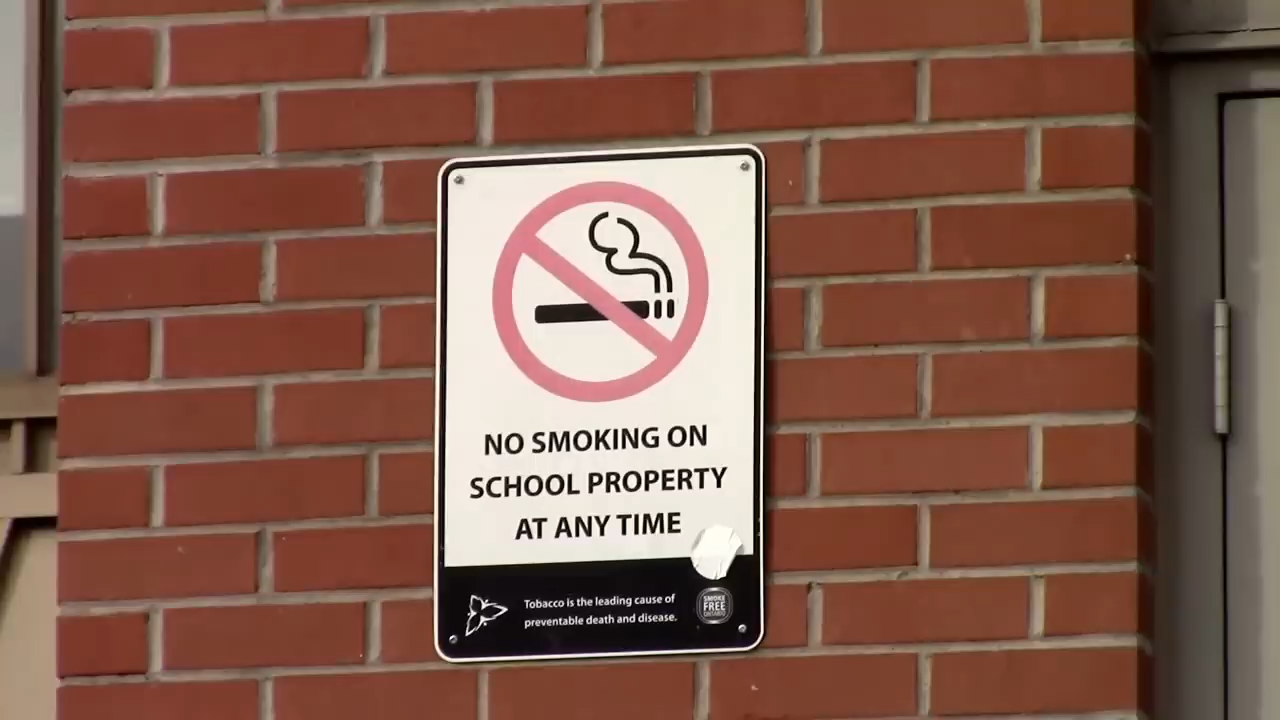 NO SMOKING ON
SCHOOL PROPERTY
AT ANY TIME
Tobacco is the leading cause of
preventable death and disease.
SMOKE
FREE
ONTARIO